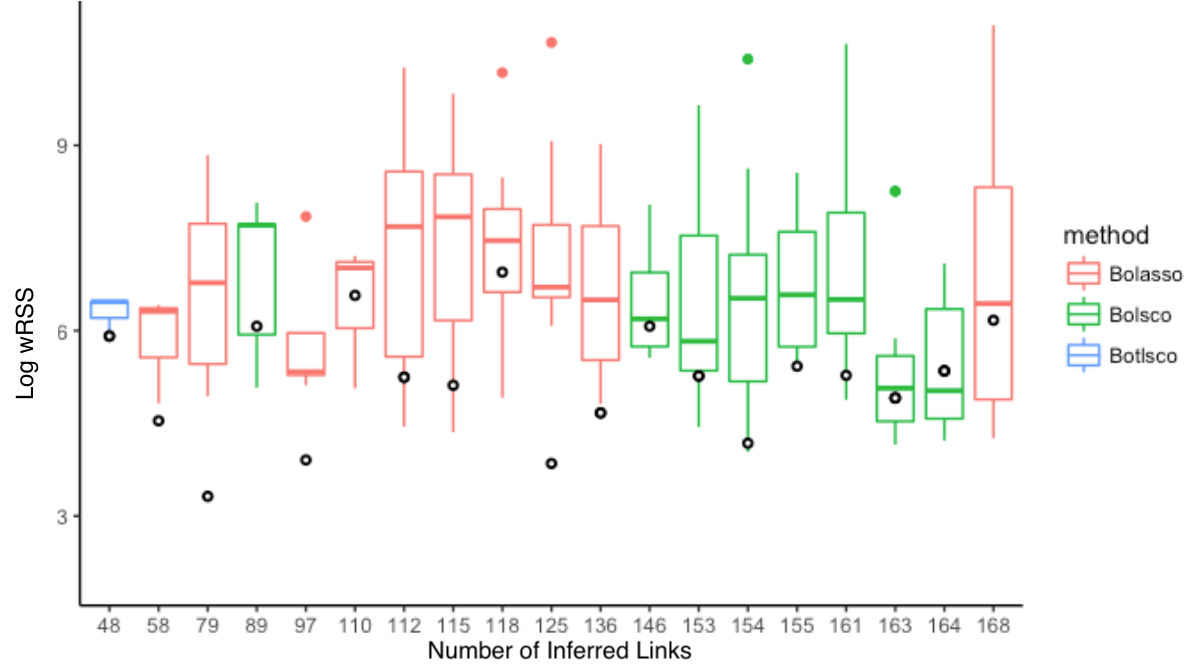 Log wRSS
9
6
3
48 58 79 89 97 110 112 115 118 125 136 146 153 154 155 161 163 164 168
Number of Inferred Links
method
Bolasso
Bolsco
Botlsco